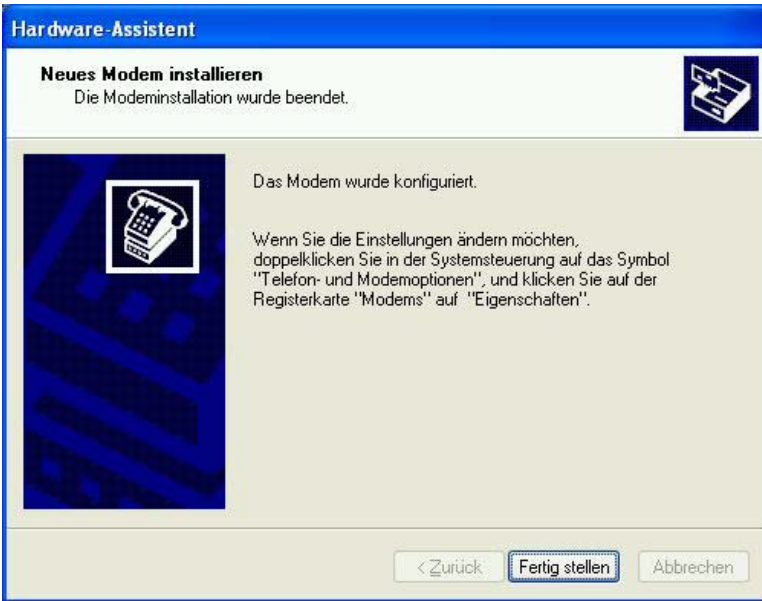 Hardware-Assistent
Neues Modem installieren
Die Modeminstallation wurde beendet.
Das Modem wurde konfiguriert.
Wenn Sie die Einstellungen ändern möchten,
doppelklicken Sie in der Systemsteuerung auf das Symbol
"Telefon- und Modemoptionen", und klicken Sie auf der
Registerkarte "Modems" auf "Eigenschaften".
< Zurück
Fertig stellen
Abbrechen